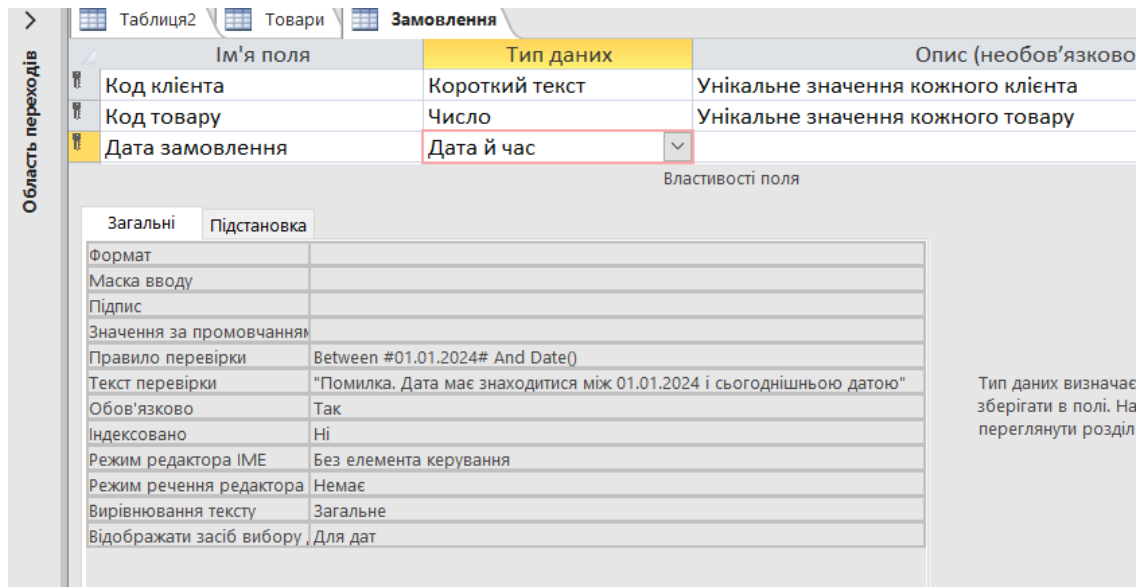 Таблиця2 Товари Замовлення
Область переходів
Ім'я поля Тип даних Опис (необов’язково
Код клієнта Короткий текст Унікальне значення кожного клієнта
Код товару Число Унікальне значення кожного товару
Дата замовлення Дата й час
Властивості поля
Загальні Підстановка
Формат
Маска вводу
Підпис
Значення за промовчанням
Правило перевірки Between #01.01.2024# And Date()
Текст перевірки "Помилка. Дата має знаходитися між 01.01.2024 і сьогоднішньою датою"
Обов'язково Так
Індексовано Ні
Режим редактора IME Без елемента керування
Режим речення редактора Немає
Вирівнювання тексту Загальне
Відображати засіб вибору Для дат
Тип даних визначає
зберігати в полі. На
переглянути розділ